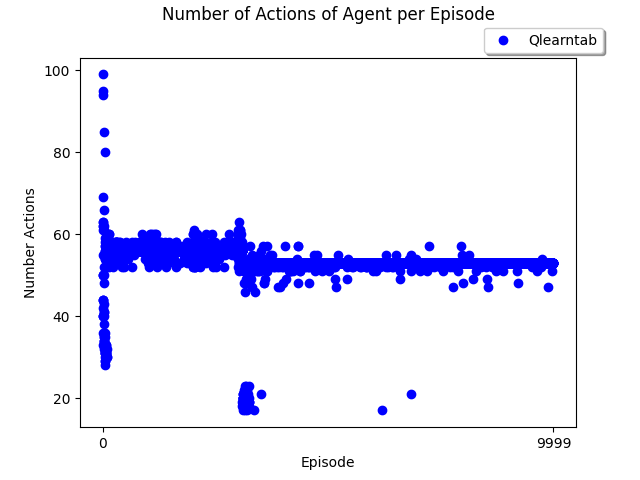 Number of Actions of Agent per Episode
Qlearntab
100
80
60
40
20
Number Actions
0
9999
Episode